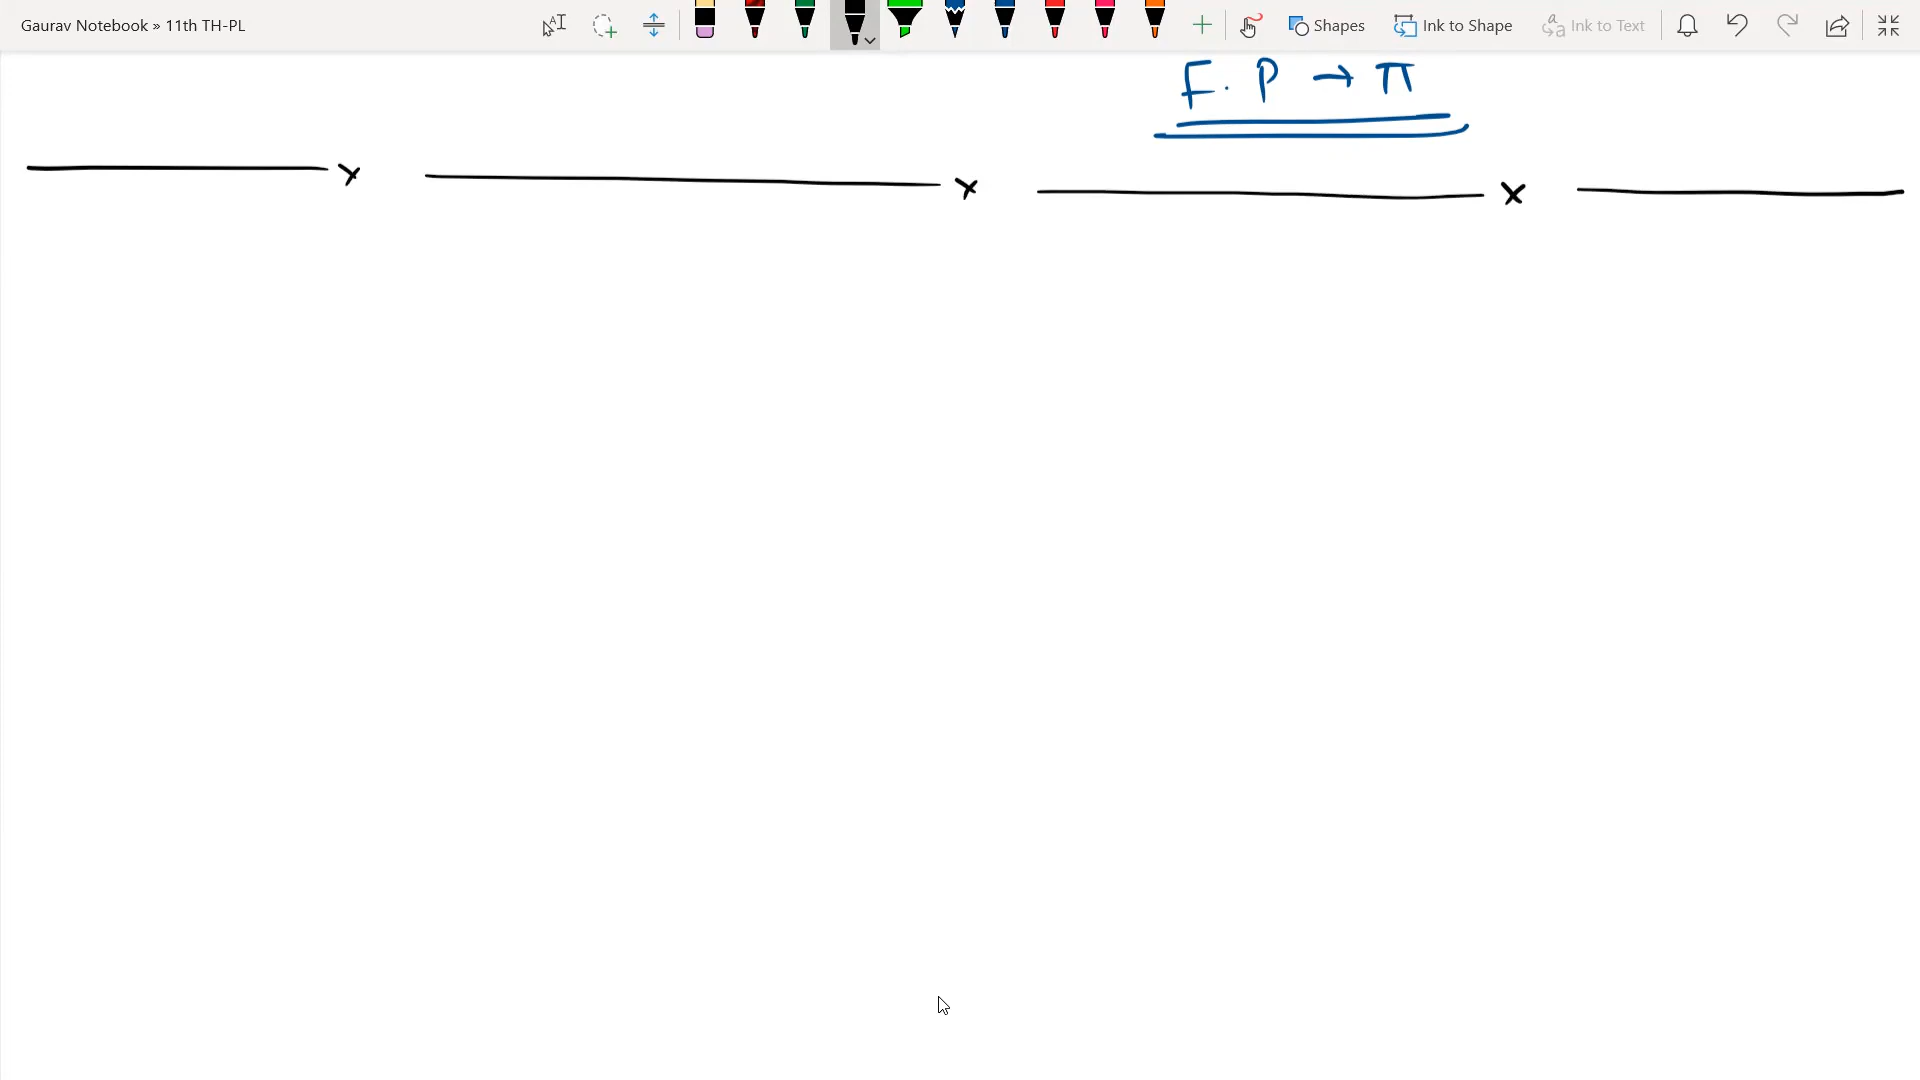 Gaurav Notebook » 11th TH-PL
Shapes
Ink to Shape
Ink to Text
F. P → π
x x x